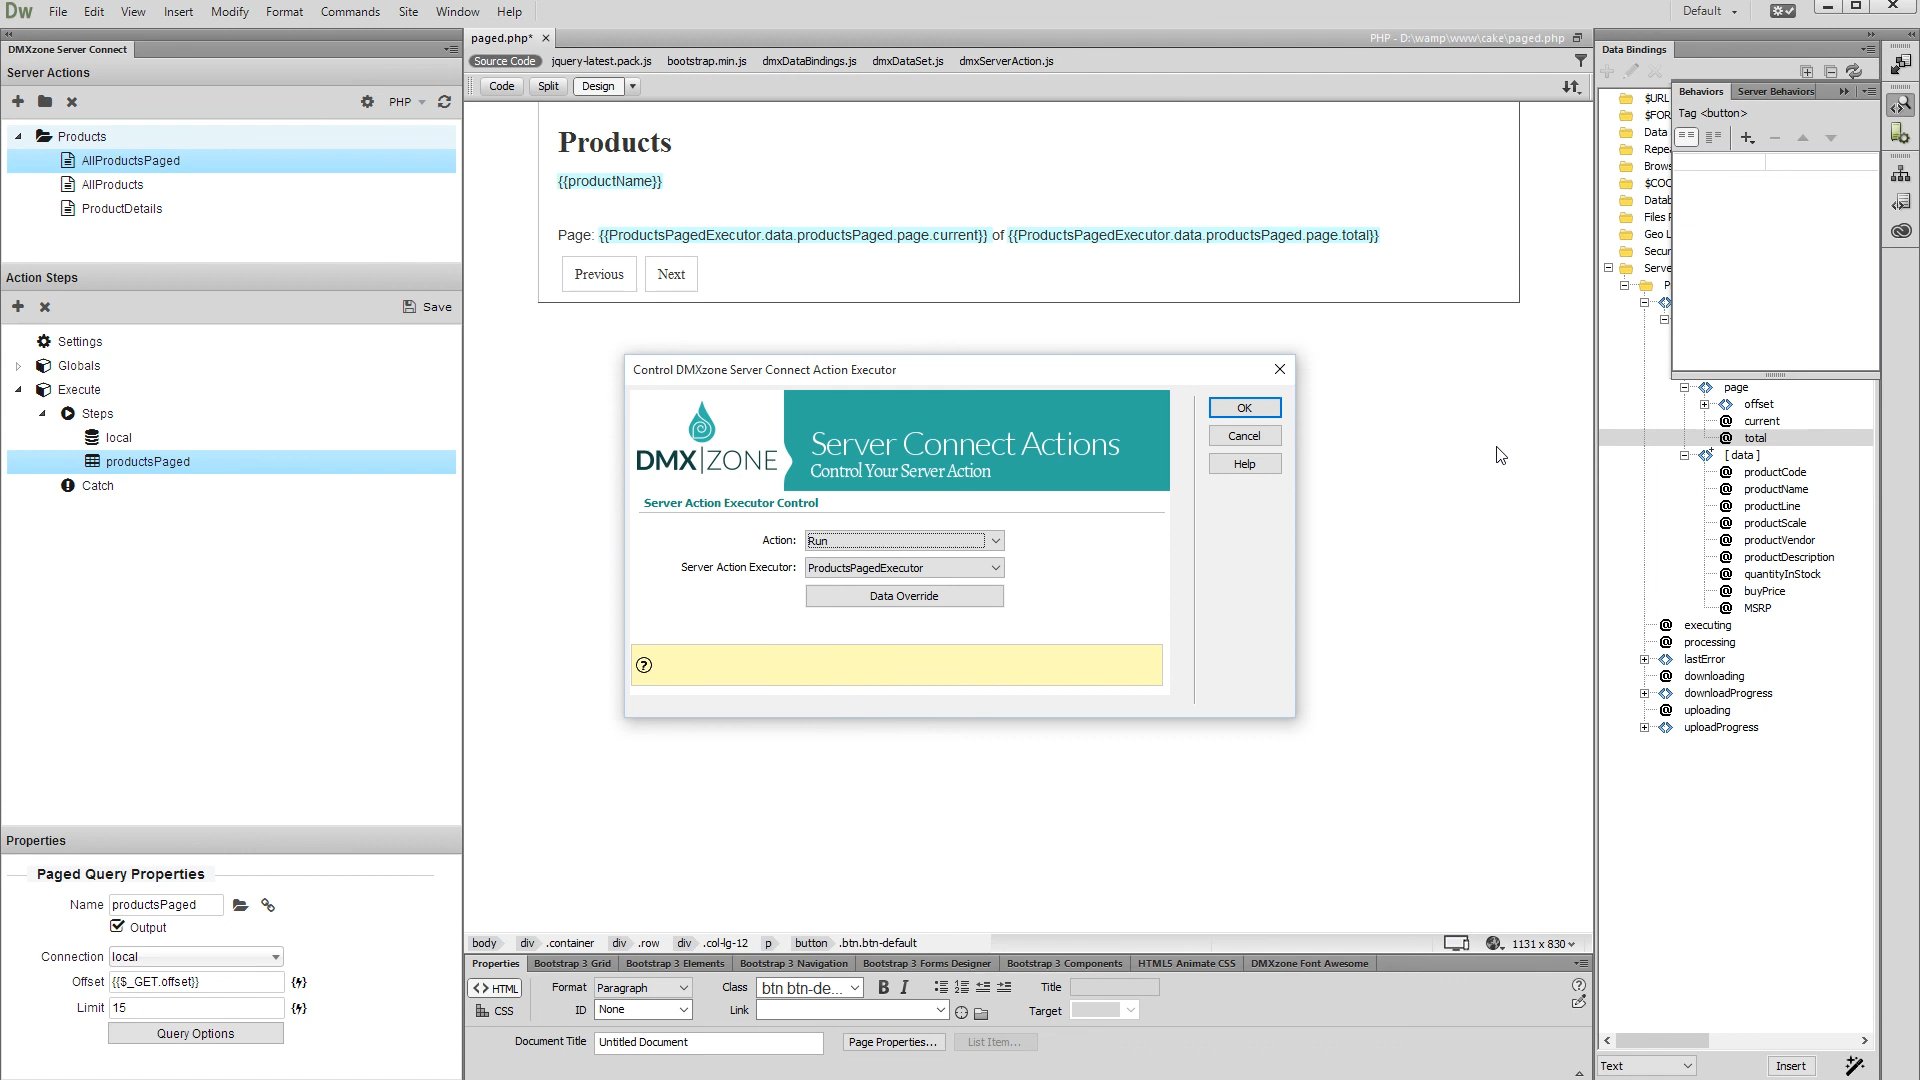 Dw File Edit View Insert Modify Format Commands Site Window Help Default
DMXzone Server Connect
Server Actions
PHP
Products
AllProductsPaged
AllProducts
ProductDetails
Action Steps
Save
Settings
Globals
Execute
Steps
local
productsPaged
Catch
Properties
Paged Query Properties
Name productsPaged
Output
Connection local
Offset {{$_GET.offset}}
Limit 15
Query Options
paged.php*
PHP - D:\wamp\www\cake\paged.php
Source Code jquery-latest.pack.js bootstrap.min.js dmxDataBindings.js dmxDataSet.js dmxServerAction.js
Code Split Design
Products
{{productName}}
Page: {{ProductsPagedExecutor.data.productsPaged.page.current}} of {{ProductsPagedExecutor.data.productsPaged.page.total}}
Previous Next
Control DMXzone Server Connect Action Executor
DMX|ZONE
Server Connect Actions
Control Your Server Action
OK
Cancel
Help
Server Action Executor Control
Action: Run
Server Action Executor: ProductsPagedExecutor
Data Override
body div .container div .row div .col-lg-12 p button .btn.btn-default
1131 x 830
Properties Bootstrap 3 Grid Bootstrap 3 Elements Bootstrap 3 Navigation Bootstrap 3 Forms Designer Bootstrap 3 Components HTML5 Animate CSS DMXzone Font Awesome
HTML Format Paragraph Class btn btn-de... B I Title
CSS ID None Link Target
Document Title Untitled Document Page Properties... List Item...
Data Bindings
$URL
$FOR
Data
Repe
Brows
$COO
Datab
Files F
Geo L
Secur
Serve
P
Behaviors Server Behaviors
Tag <button>
page
offset
current
total
[ data ]
productCode
productName
productLine
productScale
productVendor
productDescription
quantityInStock
buyPrice
MSRP
executing
processing
lastError
downloading
downloadProgress
uploading
uploadProgress
Text Insert